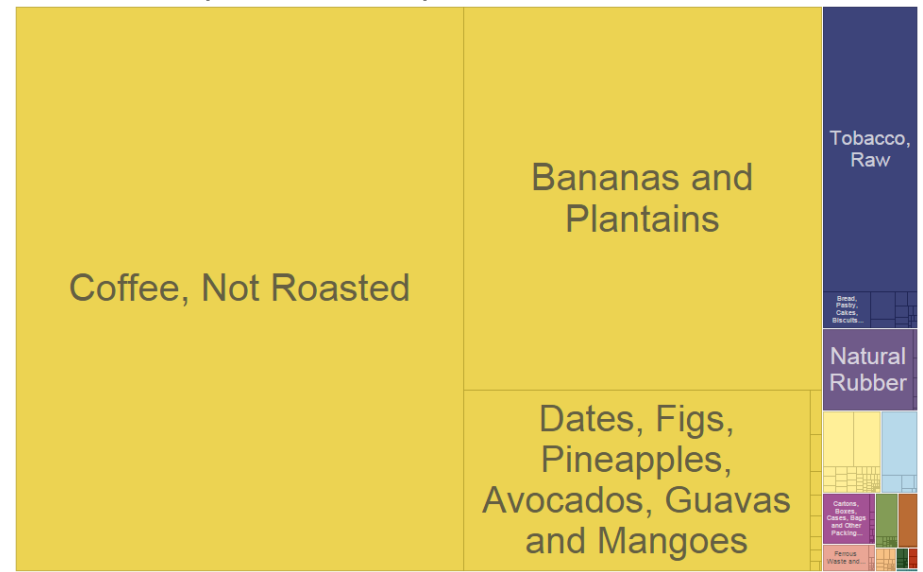 Coffee, Not Roasted
Bananas and
Plantains
Dates, Figs,
Pineapples,
Avocados, Guavas
and Mangoes
Tobacco,
Raw
Bread,
Pastry,
Cakes,
Biscuits...
Natural
Rubber
Cartons,
Boxes,
Cases, Bags
and Other
Packing...
Ferrous
Waste and...